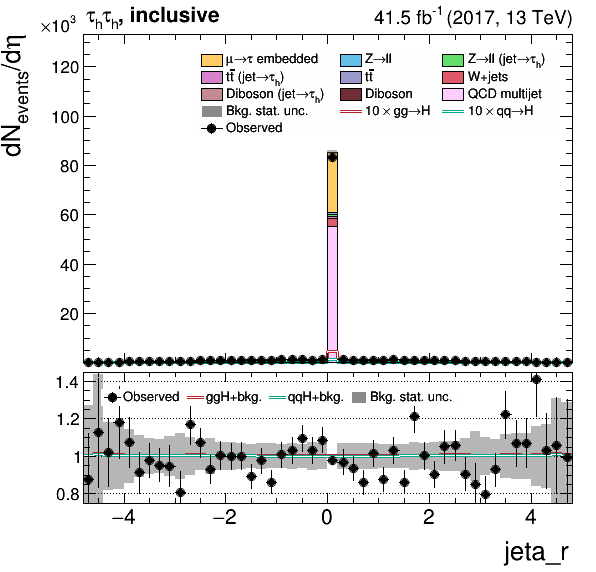 τhτh, inclusive 41.5 fb-1 (2017, 13 TeV)
×10³
dNevents/dη
μ→τ embedded Z→ll Z→ll (jet→τh)
tt̄ (jet→τh) tt̄ W+jets
Diboson (jet→τh) Diboson QCD multijet
Bkg. stat. unc. 10×gg→H 10×qq→H
Observed
120
100
80
60
40
20
1.4
Observed ggH+bkg. qqH+bkg. Bkg. stat. unc.
1.2
1
0.8
−4 −2 0 2 4
jeta_r